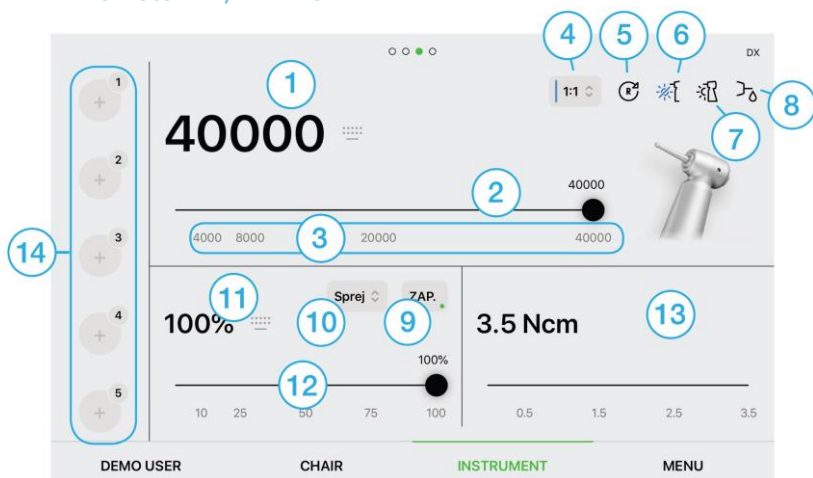 4 5 6
DX
1 1
1:1 R 8
7
40000
2
2 40000
3 4000 8000 3 20000 40000
14
11 Sprej ZAP.
4 100% 10 9 3.5 Ncm 13
100%
12
5 10 25 50 75 100 0.5 1.5 2.5 3.5
DEMO USER CHAIR INSTRUMENT MENU